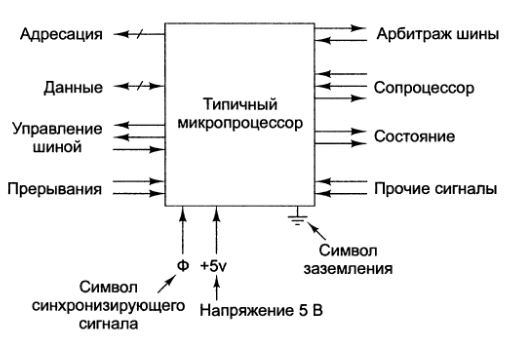 Адресация
Данные
Управление
шиной
Прерывания
Типичный
микропроцессор
Арбитраж шины
Сопроцессор
Состояние
Прочие сигналы
Ф
+5v
Символ
заземления
Символ
синхронизирующего
сигнала
Напряжение 5 В